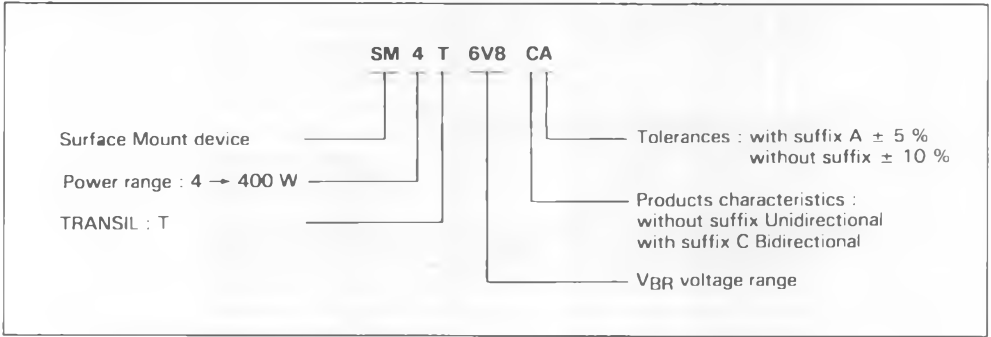 SM 4 T 6V8 CA
Surface Mount device
Power range : 4 → 400 W
TRANSIL : T
Tolerances : with suffix A ± 5 %
without suffix ± 10 %
Products characteristics :
without suffix Unidirectional
with suffix C Bidirectional
VBR voltage range